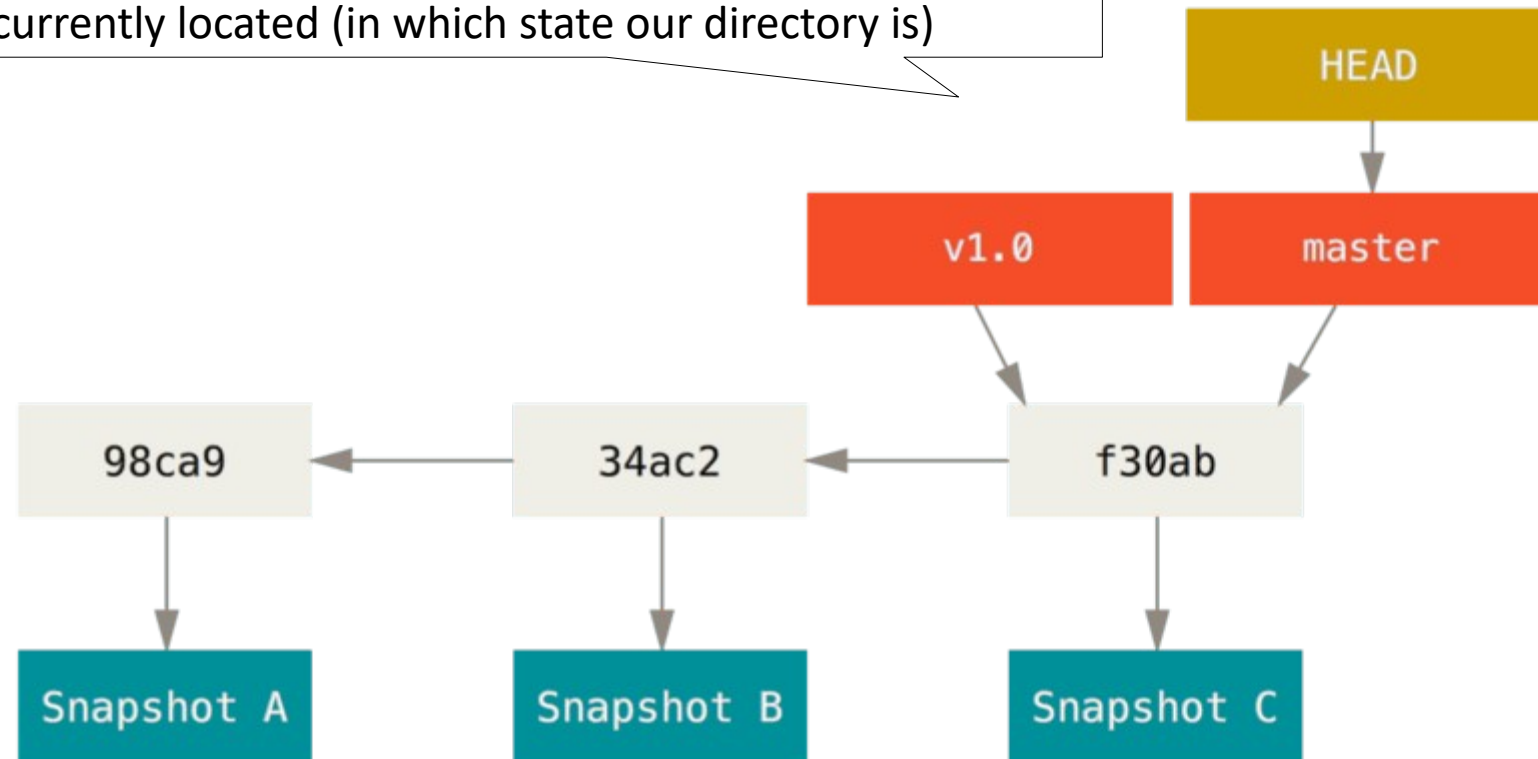 currently located (in which state our directory is)
HEAD
v1.0 master
98ca9 34ac2 f30ab
Snapshot A Snapshot B Snapshot C